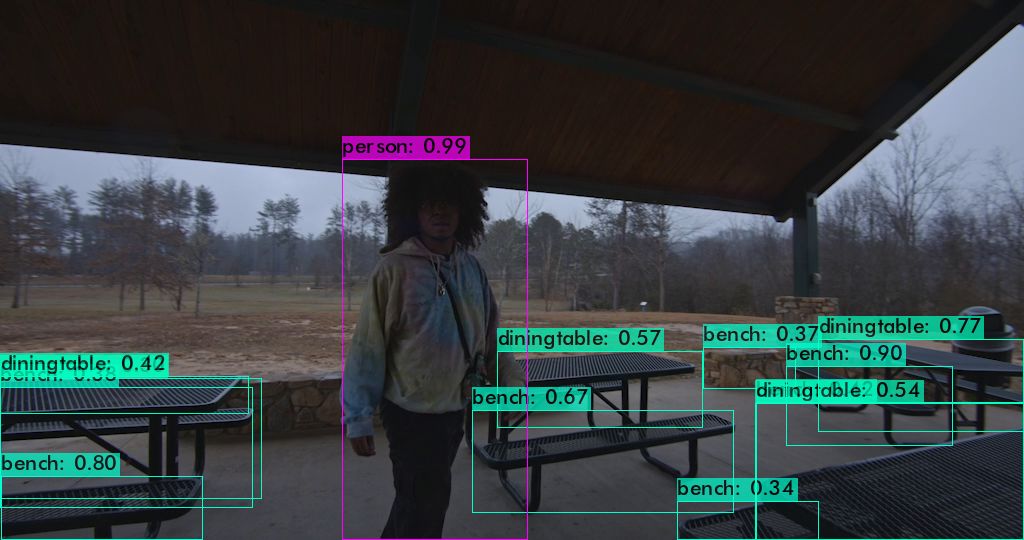 person: 0.99
diningtable: 0.57
bench: 0.37
diningtable: 0.77
bench: 0.90
diningtable: 0.42
bench:
diningtable: 0.54
bench: 0.67
bench: 0.80
bench: 0.34